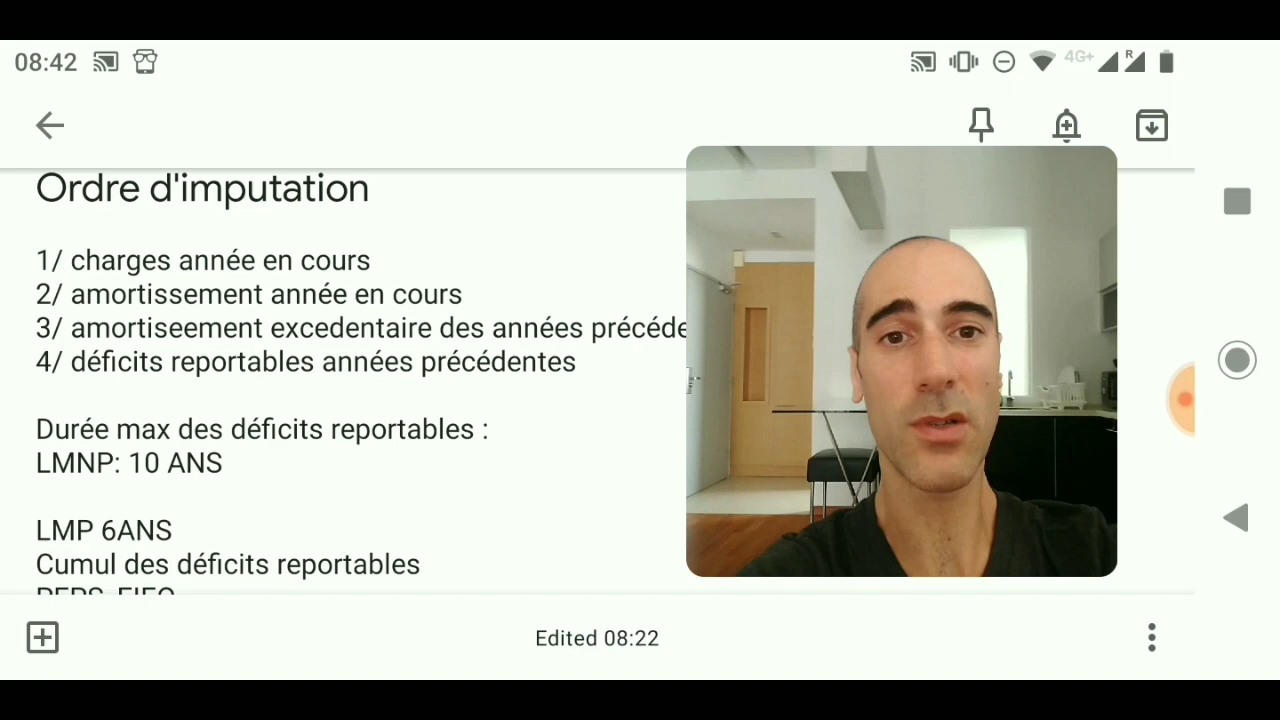 08:42
4G+
R
Ordre d'imputation
1/ charges année en cours
2/ amortissement année en cours
3/ amortiseement excedentaire des années précéde
4/ déficits reportables années précédentes
Durée max des déficits reportables :
LMNP: 10 ANS
LMP 6ANS
Cumul des déficits reportables
Edited 08:22